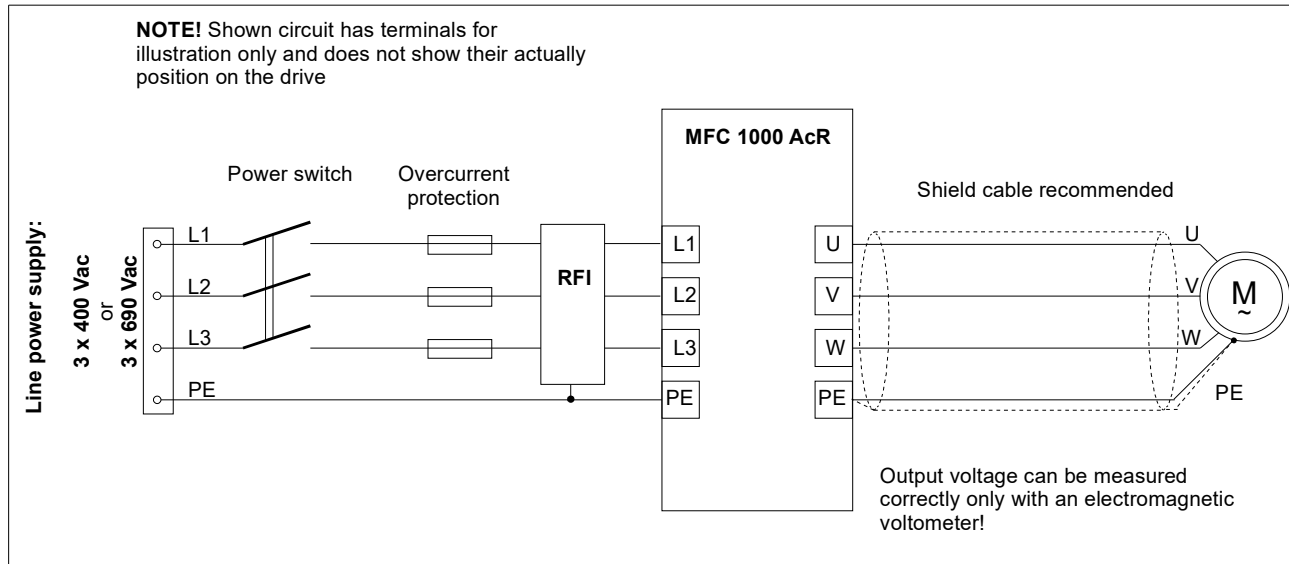 NOTE! Shown circuit has terminals for
illustration only and does not show their actually
position on the drive
MFC 1000 AcR
Power switch
Overcurrent
protection
Shield cable recommended
Line power supply:
3 x 400 Vac
or
3 x 690 Vac
L1
L2
L3
PE
RFI
L1
L2
L3
PE
U
V
W
PE
U
V
W
PE
M
~
Output voltage can be measured
correctly only with an electromagnetic
voltometer!